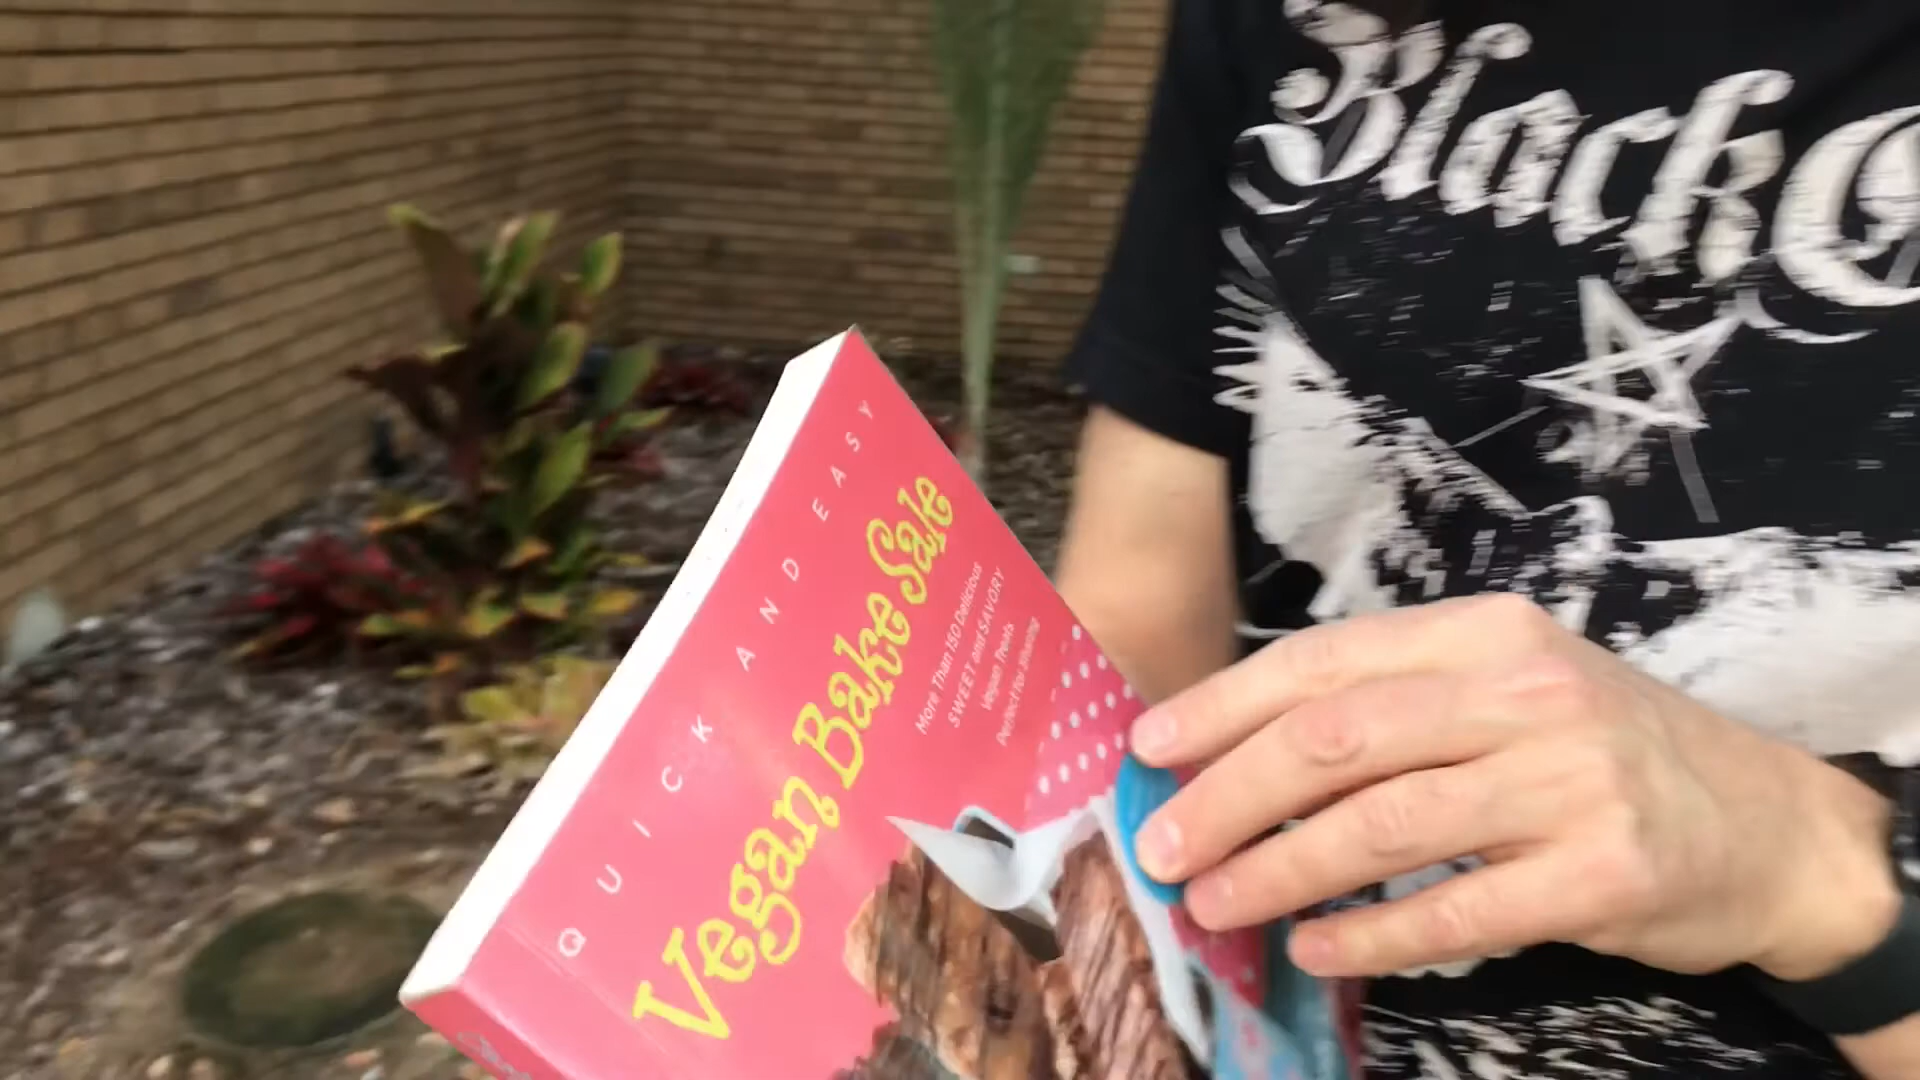 BlackC
QUICK AND EASY
Vegan Bake Sale
More Than 150 Delicious
SWEET and SAVORY
Vegan Treats
Perfect for Sharing